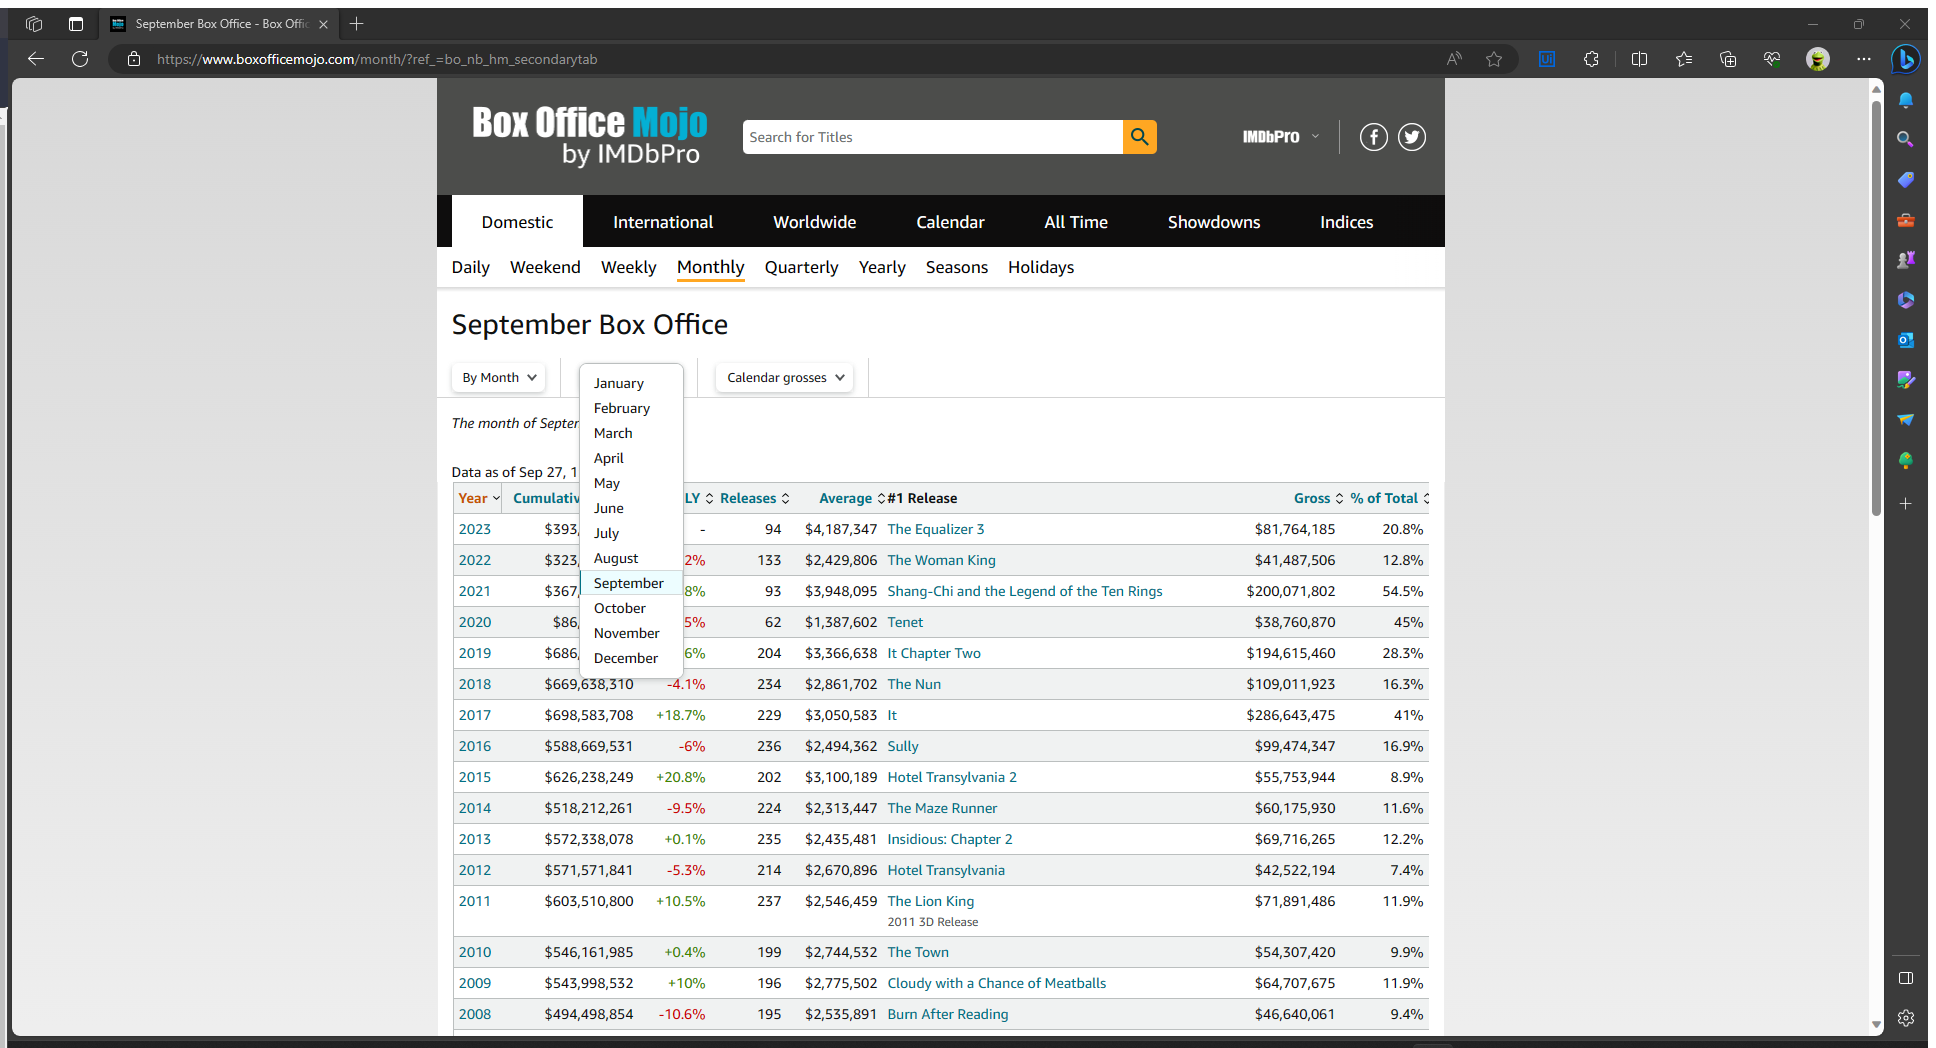 September Box Office - Box Offic
https://www.boxofficemojo.com/month/?ref_=bo_nb_hm_secondarytab
Box Office Mojo
by IMDbPro
Search for Titles
IMDbPro
Domestic International Worldwide Calendar All Time Showdowns Indices
Daily Weekend Weekly Monthly Quarterly Yearly Seasons Holidays
September Box Office
By Month
Calendar grosses
January
February
March
April
May
June
July
August
September
October
November
December
The month of Septer
Data as of Sep 27, 1
Year Cumulativ LY Releases Average #1 Release Gross % of Total
2023 $393, - 94 $4,187,347 The Equalizer 3 $81,764,185 20.8%
2022 $323, 2% 133 $2,429,806 The Woman King $41,487,506 12.8%
2021 $367, 8% 93 $3,948,095 Shang-Chi and the Legend of the Ten Rings $200,071,802 54.5%
2020 $86, 5% 62 $1,387,602 Tenet $38,760,870 45%
2019 $686, 6% 204 $3,366,638 It Chapter Two $194,615,460 28.3%
2018 $669,638,310 -4.1% 234 $2,861,702 The Nun $109,011,923 16.3%
2017 $698,583,708 +18.7% 229 $3,050,583 It $286,643,475 41%
2016 $588,669,531 -6% 236 $2,494,362 Sully $99,474,347 16.9%
2015 $626,238,249 +20.8% 202 $3,100,189 Hotel Transylvania 2 $55,753,944 8.9%
2014 $518,212,261 -9.5% 224 $2,313,447 The Maze Runner $60,175,930 11.6%
2013 $572,338,078 +0.1% 235 $2,435,481 Insidious: Chapter 2 $69,716,265 12.2%
2012 $571,571,841 -5.3% 214 $2,670,896 Hotel Transylvania $42,522,194 7.4%
2011 $603,510,800 +10.5% 237 $2,546,459 The Lion King $71,891,486 11.9%
2011 3D Release
2010 $546,161,985 +0.4% 199 $2,744,532 The Town $54,307,420 9.9%
2009 $543,998,532 +10% 196 $2,775,502 Cloudy with a Chance of Meatballs $64,707,675 11.9%
2008 $494,498,854 -10.6% 195 $2,535,891 Burn After Reading $46,640,061 9.4%